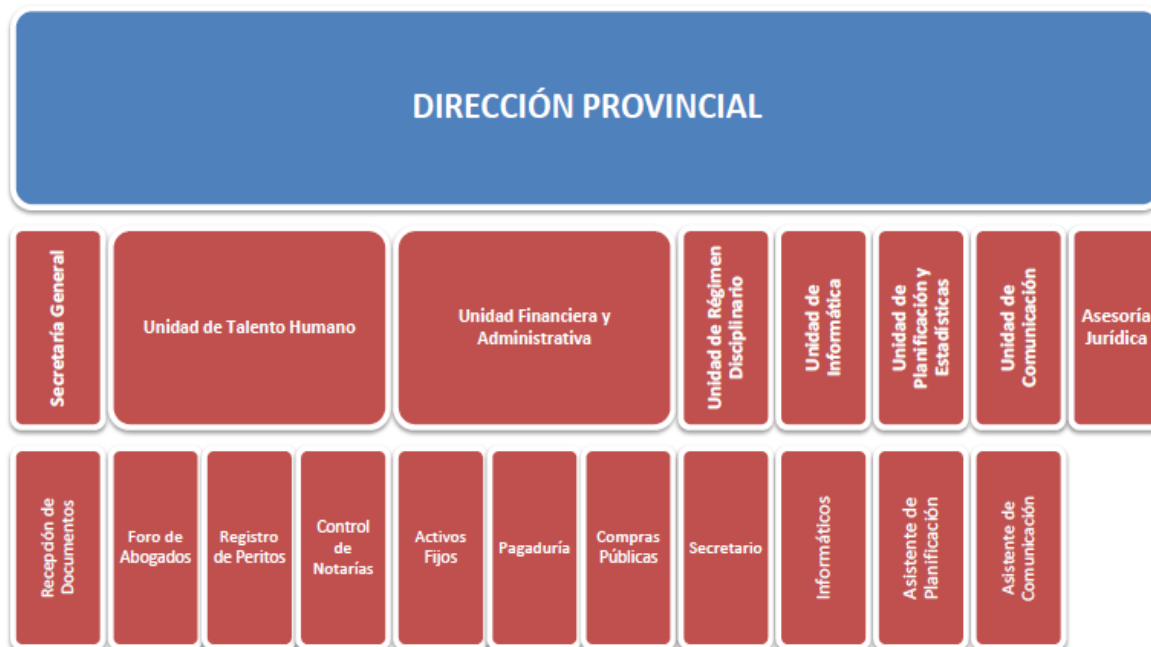 DIRECCIÓN PROVINCIAL
Secretaría General
Unidad de Talento Humano
Unidad Financiera y
Administrativa
Unidad de Régimen
Disciplinario
Unidad de
Informática
Unidad de
Planificación y
Estadísticas
Unidad de
Comunicación
Asesoría
Jurídica
Recepción de
Documentos
Foro de
Abogados
Registro
de Peritos
Control
de
Notarías
Activos
Fijos
Pagaduría
Compras
Públicas
Secretario
Informáticos
Asistente de
Planificación
Asistente de
Comunicación